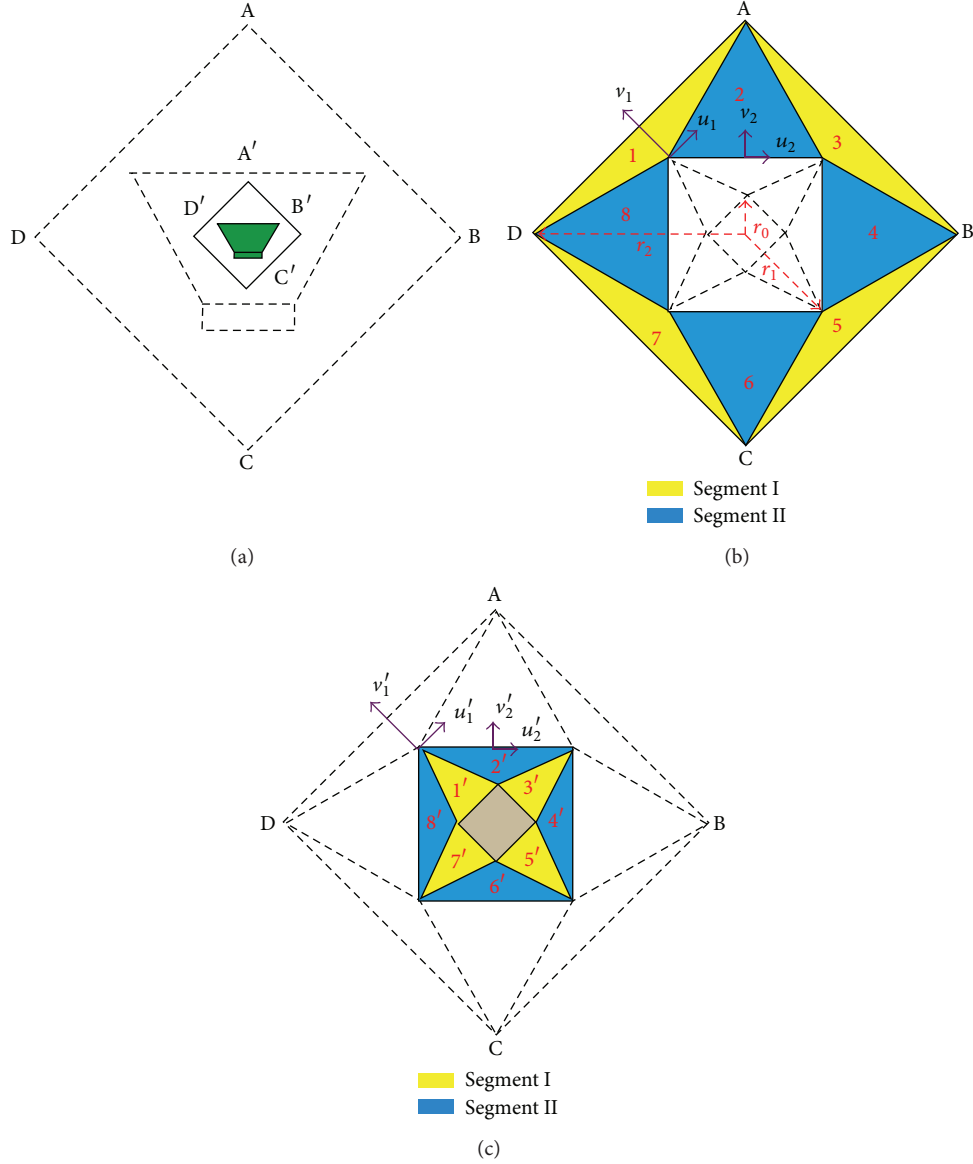 A
A′
D′ B′
D B
C′
C
(a)
A
v₁ 2
u₁ v₂
1 u₂ 3
8
D r₀ 4 B
r₂
r₁
7 5
6
C
Segment I
Segment II
(b)
A
v′₁
u′₁ v′₂
u′₂
2′
1′ 3′
D 8′ 4′ B
7′ 5′
6′
C
Segment I
Segment II
(c)